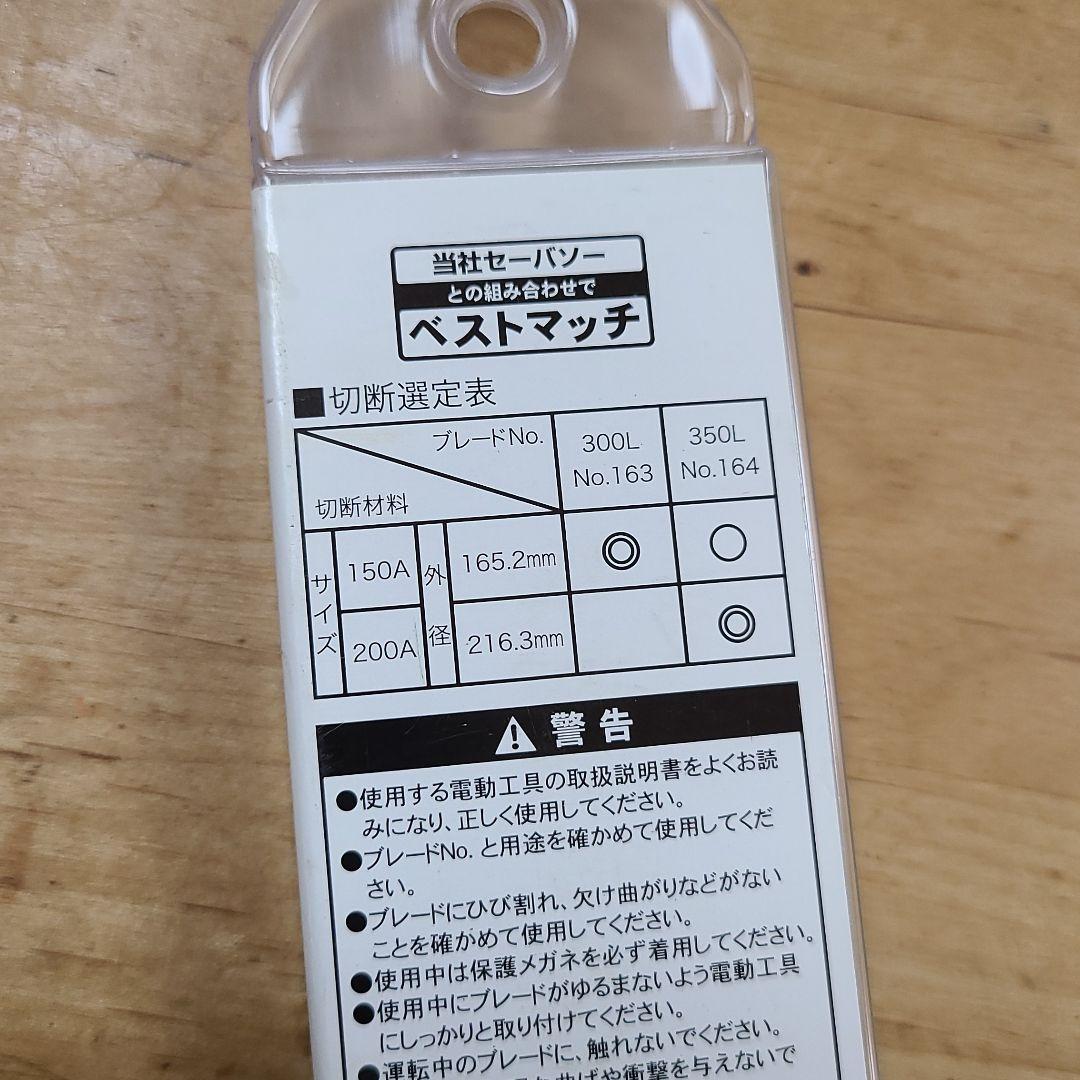 当社セーバソー
との組み合わせで
ベストマッチ
■切断選定表
ブレードNo. 300L No.163 350L No.164
切断材料
サイズ 150A 外径 165.2mm ◎ ○
200A 216.3mm ◎
警告
●使用する電動工具の取扱説明書をよくお読
みになり、正しく使用してください。
●ブレードNo. と用途を確かめて使用してくだ
さい。
●ブレードにひび割れ、欠け曲がりなどがない
ことを確かめて使用してください。
●使用中は保護メガネを必ず着用してください。
●使用中にブレードがゆるまないよう電動工具
にしっかりと取り付けてください。
●運転中のブレードに、触れないでください。
曲げや衝撃を与えないで